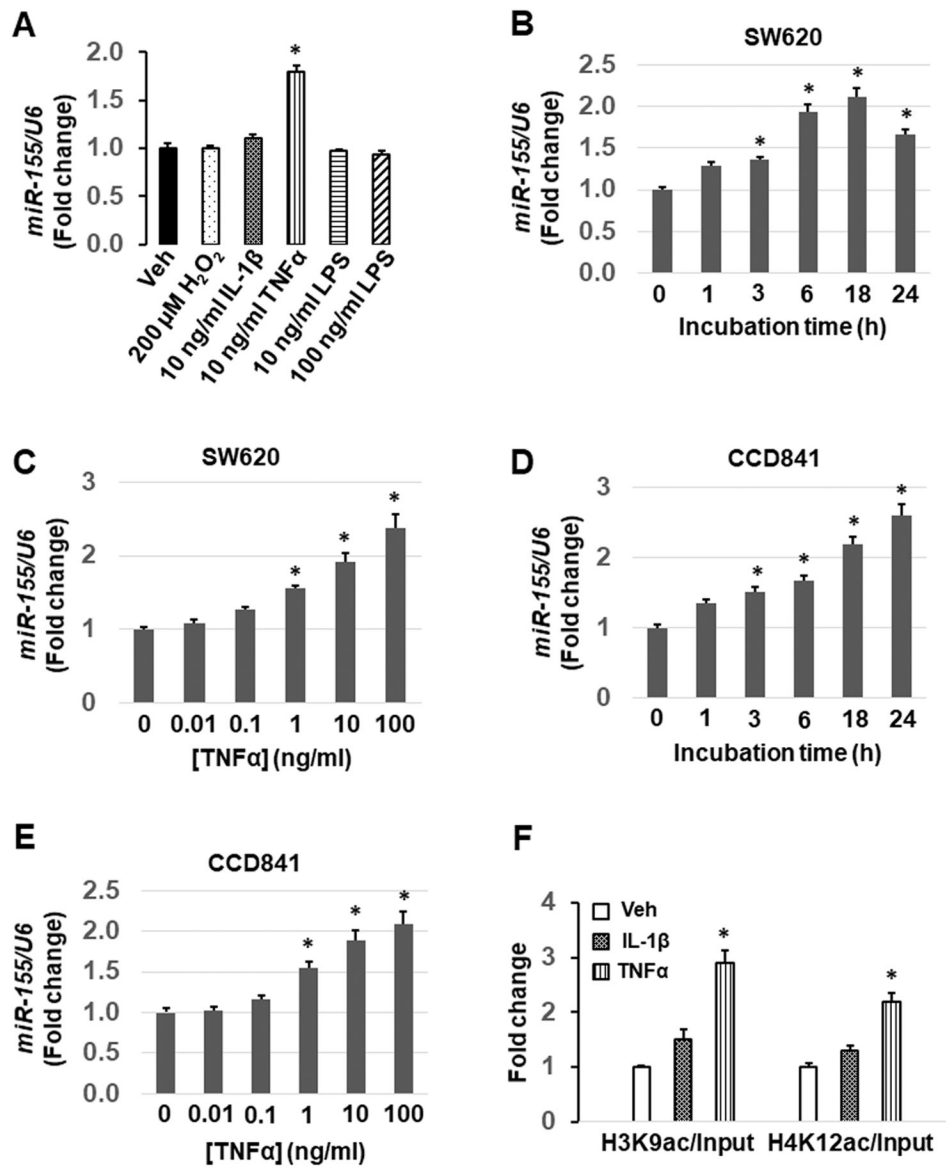 A
miR-155/U6
(Fold change)
2.0
1.5
1.0
0.5
0.0
*
Veh
200 µM H₂O₂
10 ng/ml IL-1β
10 ng/ml TNFα
10 ng/ml LPS
100 ng/ml LPS
B
SW620
miR-155/U6
(Fold change)
2.5
2.0
1.5
1.0
0.5
0.0
* * * *
0 1 3 6 18 24
Incubation time (h)
C
SW620
miR-155/U6
(Fold change)
3
2
1
0
* * *
0 0.01 0.1 1 10 100
[TNFα] (ng/ml)
D
CCD841
miR-155/U6
(Fold change)
3
2
1
0
* * * *
0 1 3 6 18 24
Incubation time (h)
E
CCD841
miR-155/U6
(Fold change)
2.5
2.0
1.5
1.0
0.5
0.0
* * *
0 0.01 0.1 1 10 100
[TNFα] (ng/ml)
F
Fold change
4
3
2
1
0
Veh
IL-1β
TNFα
* *
H3K9ac/Input H4K12ac/Input